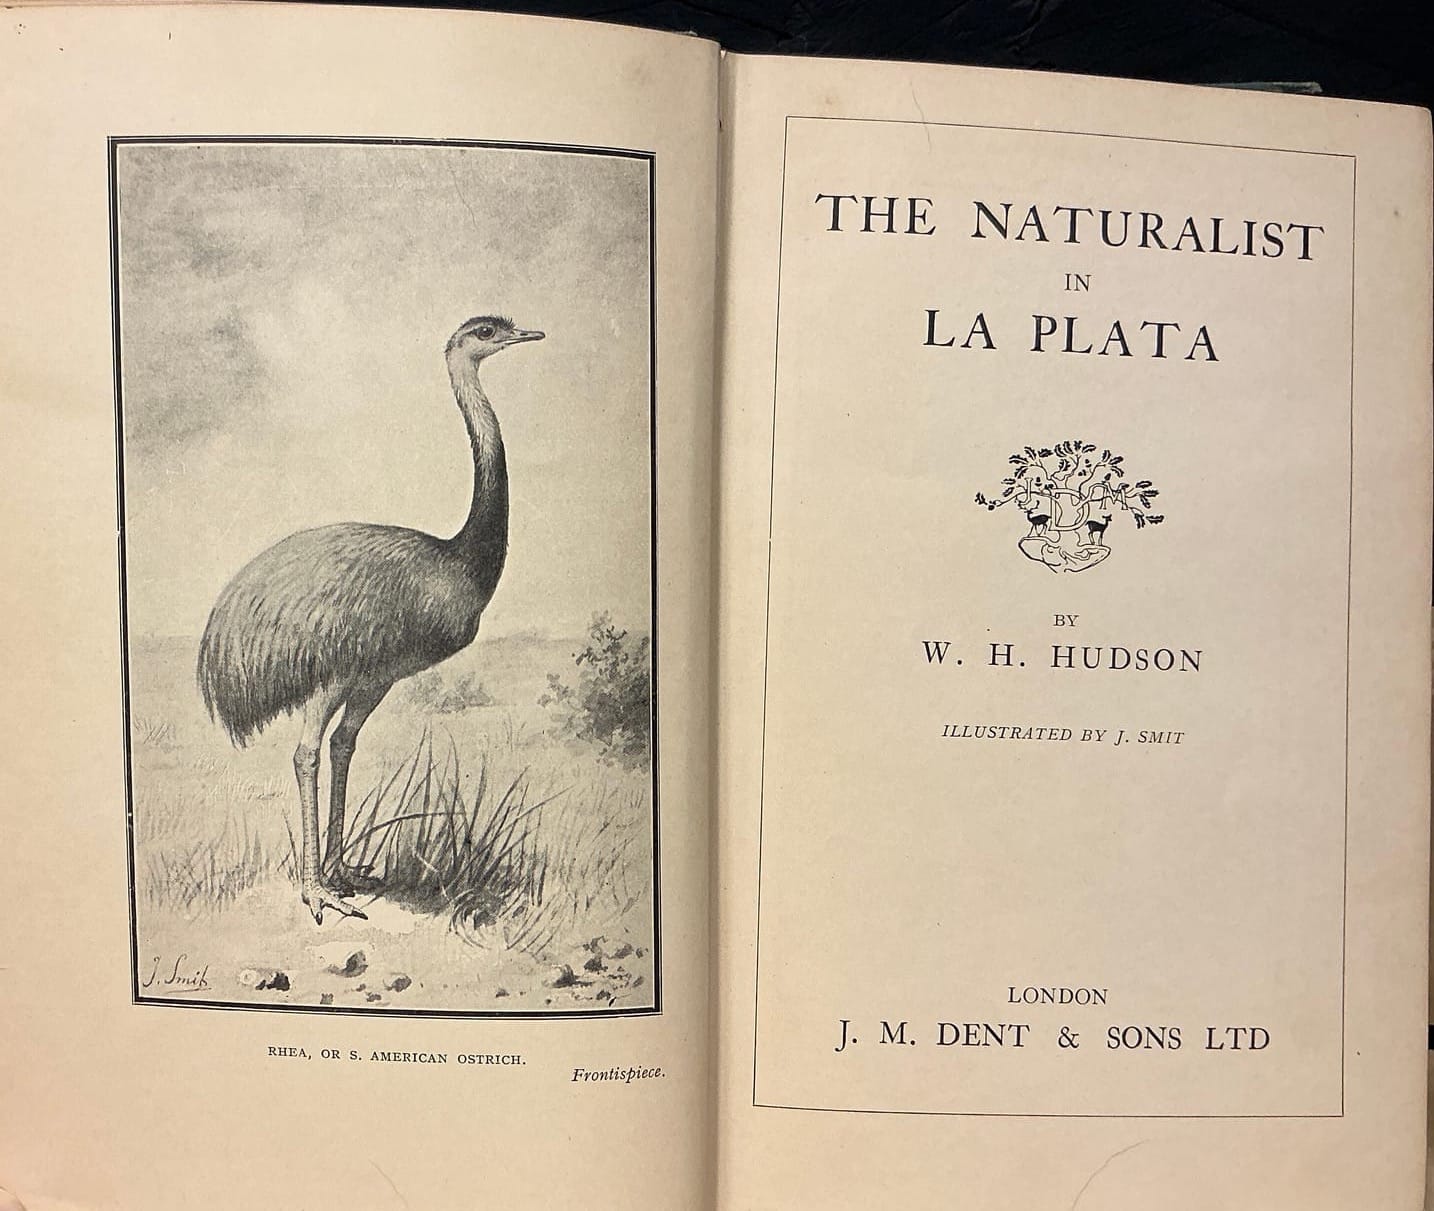 J. Smit
RHEA, OR S. AMERICAN OSTRICH.
Frontispiece.
THE NATURALIST
IN
LA PLATA
J D M
BY
W. H. HUDSON
ILLUSTRATED BY J. SMIT
LONDON
J. M. DENT & SONS LTD